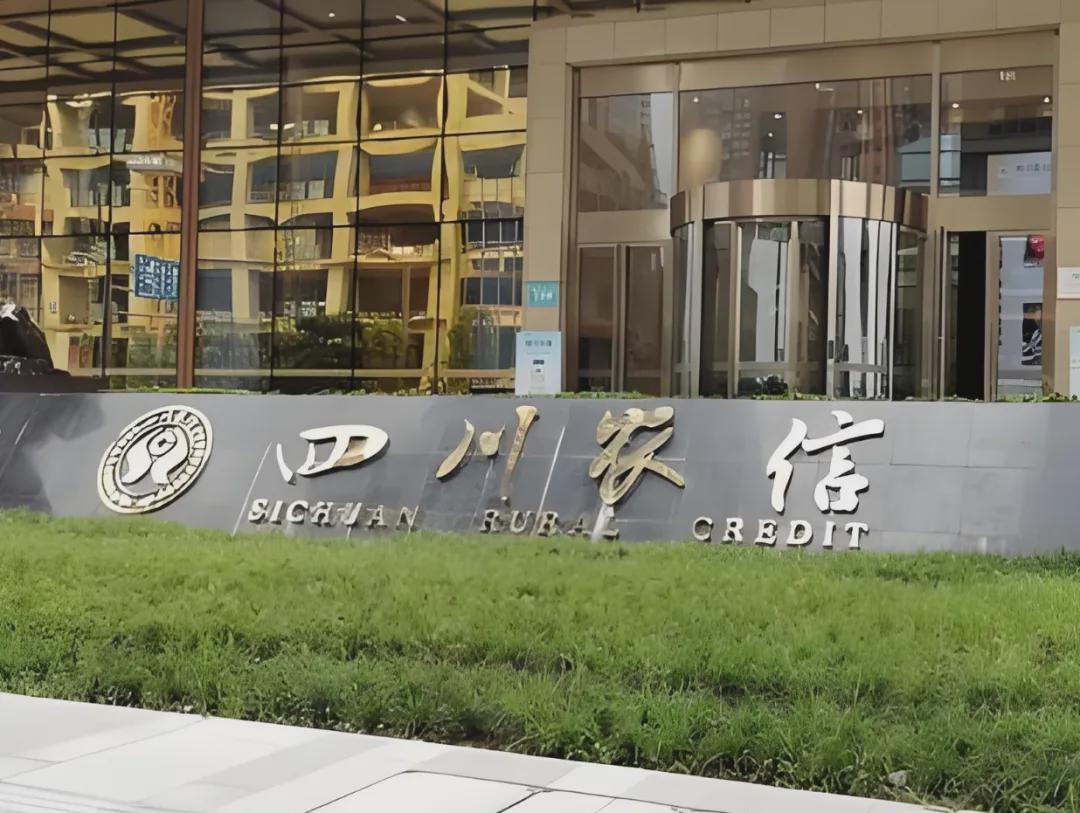 四川农信
SICHUAN RURAL CREDIT